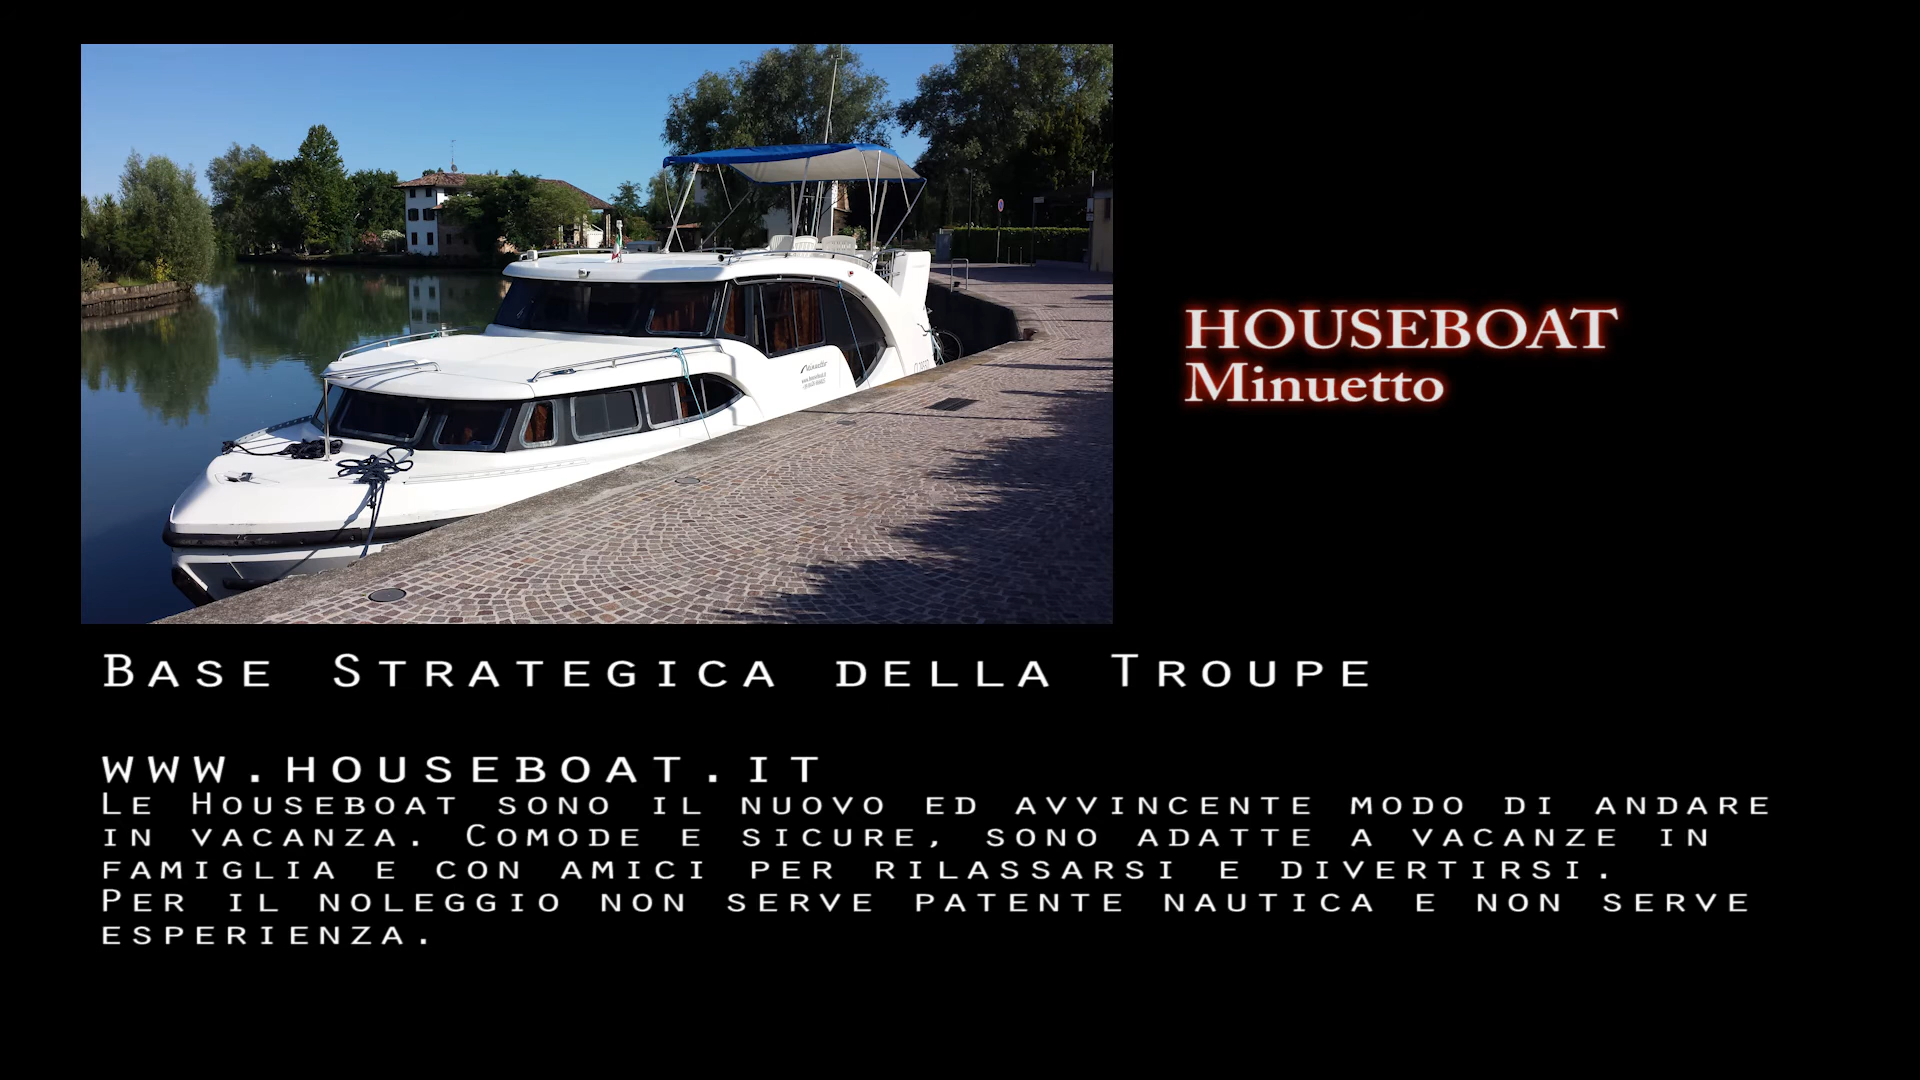 HOUSEBOAT
Minuetto
Minuetto
Base Strategica della Troupe
www.houseboat.it
Le Houseboat sono il nuovo ed avvincente modo di andare
in vacanza. Comode e sicure, sono adatte a vacanze in
famiglia e con amici per rilassarsi e divertirsi.
Per il noleggio non serve patente nautica e non serve
esperienza.